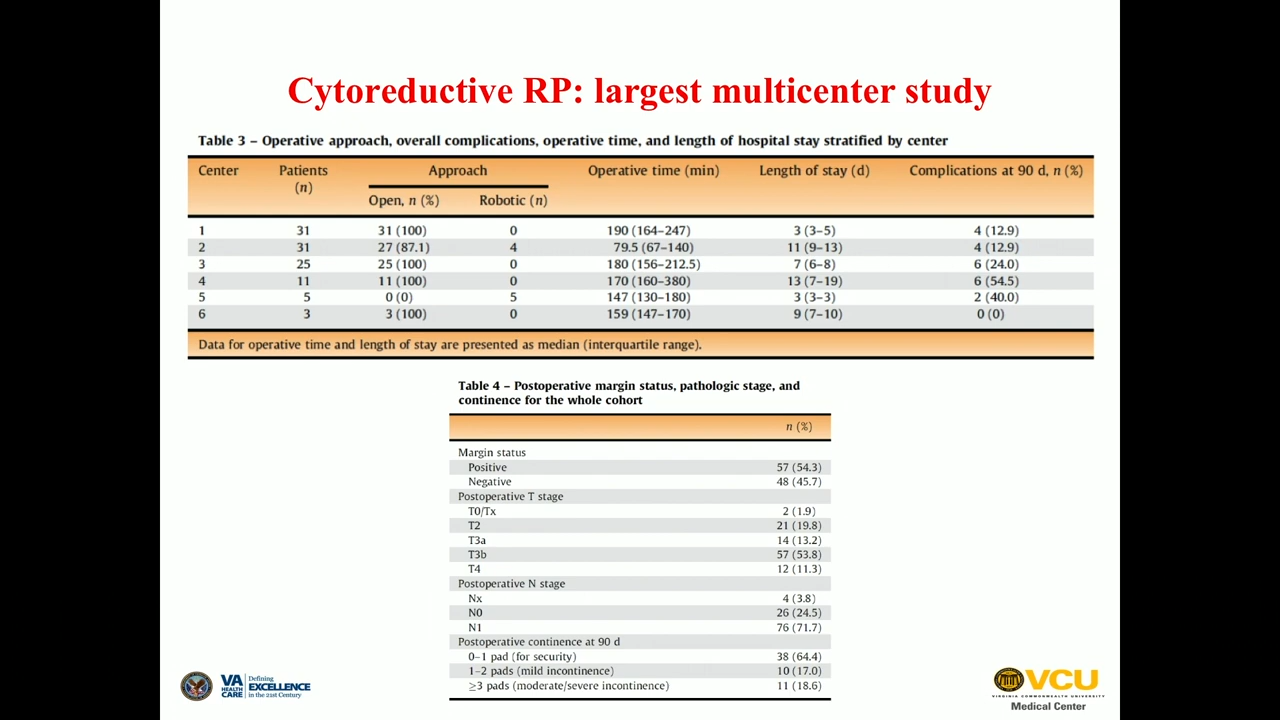 Cytoreductive RP: largest multicenter study
Table 3 – Operative approach, overall complications, operative time, and length of hospital stay stratified by center
Center Patients (n) Approach Operative time (min) Length of stay (d) Complications at 90 d, n (%)
Open, n (%) Robotic (n)
1 31 31 (100) 0 190 (164–247) 3 (3–5) 4 (12.9)
2 31 27 (87.1) 4 79.5 (67–140) 11 (9–13) 4 (12.9)
3 25 25 (100) 0 180 (156–212.5) 7 (6–8) 6 (24.0)
4 11 11 (100) 0 170 (160–380) 13 (7–19) 6 (54.5)
5 5 0 (0) 5 147 (130–180) 3 (3–3) 2 (40.0)
6 3 3 (100) 0 159 (147–170) 9 (7–10) 0 (0)
Data for operative time and length of stay are presented as median (interquartile range).
Table 4 – Postoperative margin status, pathologic stage, and
continence for the whole cohort
n (%)
Margin status
Positive 57 (54.3)
Negative 48 (45.7)
Postoperative T stage
T0/Tx 2 (1.9)
T2 21 (19.8)
T3a 14 (13.2)
T3b 57 (53.8)
T4 12 (11.3)
Postoperative N stage
Nx 4 (3.8)
N0 26 (24.5)
N1 76 (71.7)
Postoperative continence at 90 d
0–1 pad (for security) 38 (64.4)
1–2 pads (mild incontinence) 10 (17.0)
≥3 pads (moderate/severe incontinence) 11 (18.6)
VA
HEALTH
CARE
Defining
EXCELLENCE
in the 21st Century
VCU
VIRGINIA COMMONWEALTH UNIVERSITY
Medical Center